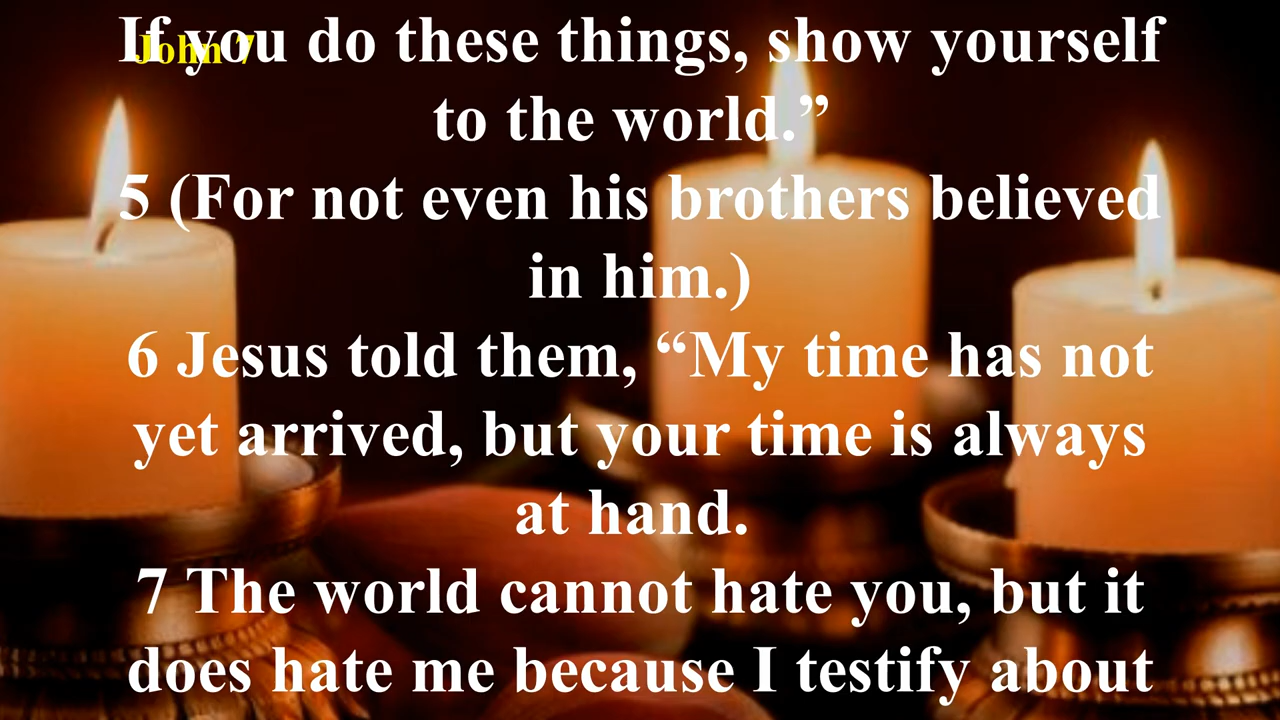 John 7
If you do these things, show yourself
to the world.”
5 (For not even his brothers believed
in him.)
6 Jesus told them, “My time has not
yet arrived, but your time is always
at hand.
7 The world cannot hate you, but it
does hate me because I testify about